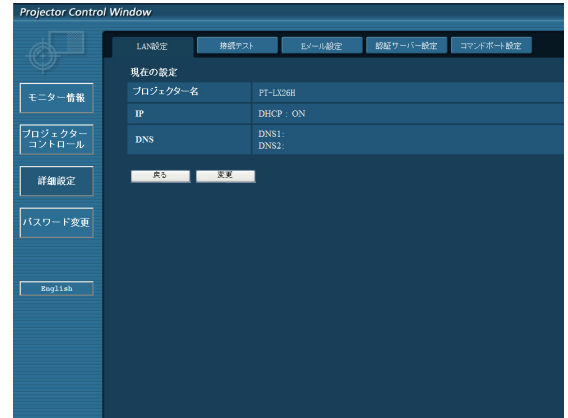 Projector Control Window
LAN設定
接続テスト
Eメール設定
認証サーバー設定
コマンドポート設定
現在の設定
プロジェクター名
PT-LX26H
IP
DHCP : ON
DNS
DNS1:
DNS2:
戻る
変更
モニター情報
プロジェクター
コントロール
詳細設定
パスワード変更
English